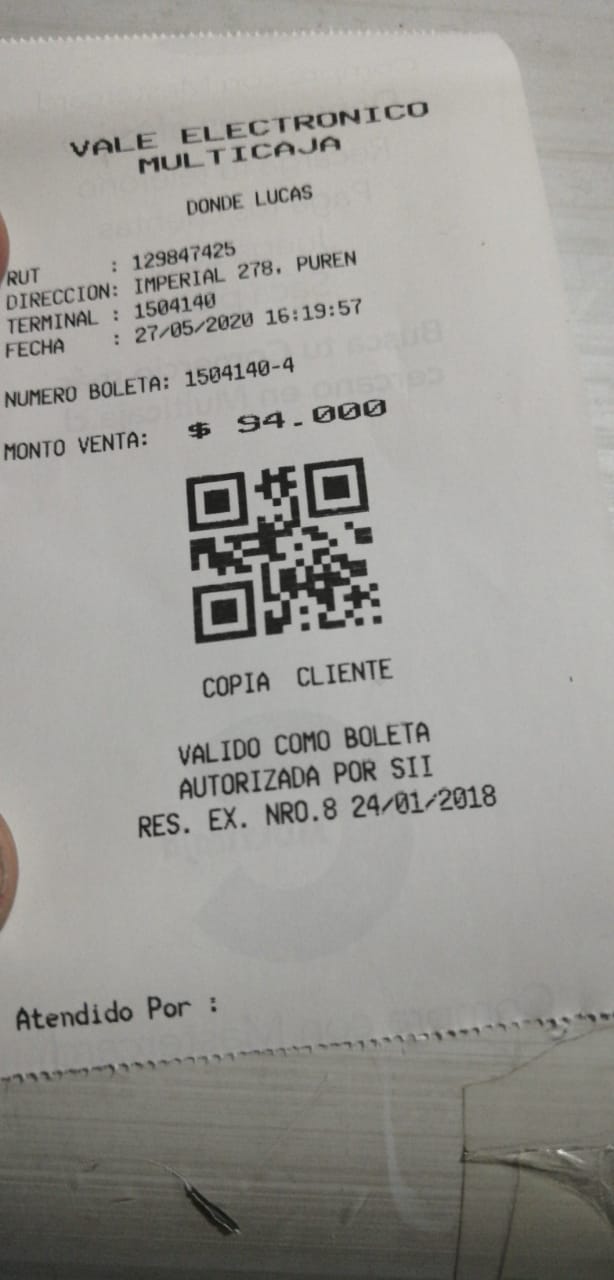 VALE ELECTRONICO
MULTICAJA
DONDE LUCAS
RUT : 129847425
DIRECCION: IMPERIAL 278, PUREN
TERMINAL : 1504140
FECHA : 27/05/2020 16:19:57
NUMERO BOLETA: 1504140-4
MONTO VENTA: $ 94.000
COPIA CLIENTE
VALIDO COMO BOLETA
AUTORIZADA POR SII
RES. EX. NRO.8 24/01/2018
Atendido Por :